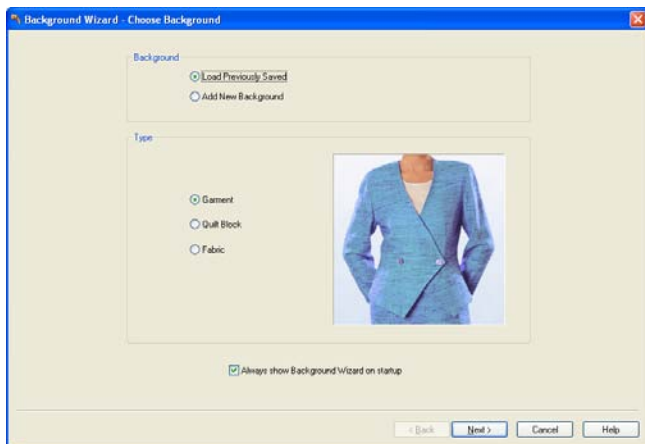 Background Wizard - Choose Background
Background
Load Previously Saved
Add New Background
Type
Garment
Quilt Block
Fabric
Always show Background Wizard on startup
< Back Next > Cancel Help